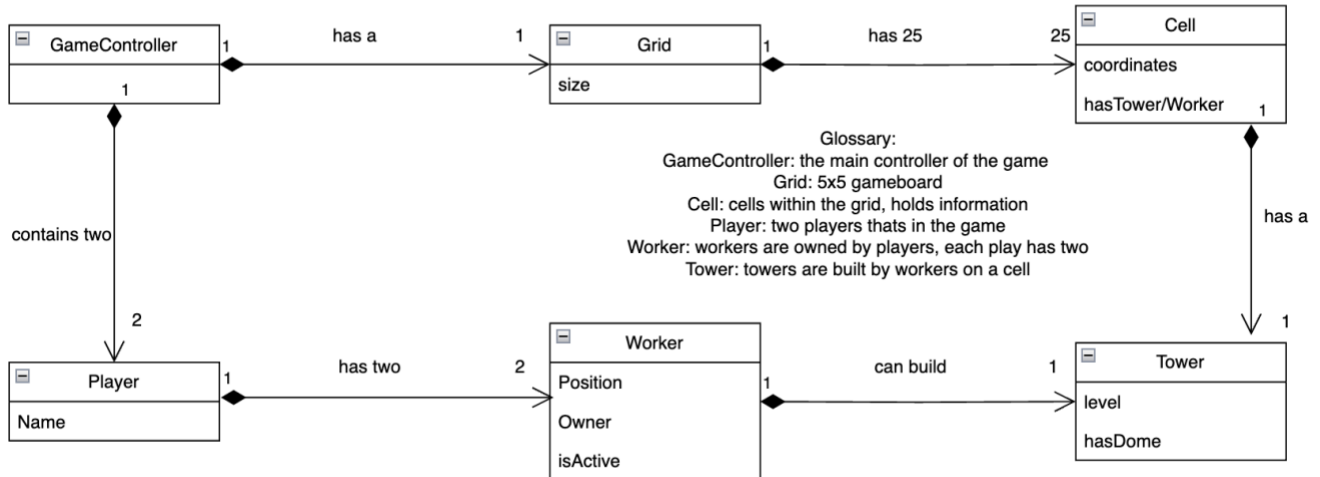 GameController
1
has a
1
Grid
size
1
has 25
25
Cell
coordinates
hasTower/Worker
1
1
contains two
2
Glossary:
GameController: the main controller of the game
Grid: 5x5 gameboard
Cell: cells within the grid, holds information
Player: two players thats in the game
Worker: workers are owned by players, each play has two
Tower: towers are built by workers on a cell
has a
1
Player
Name
1
has two
2
Worker
Position
Owner
isActive
1
can build
1
Tower
level
hasDome